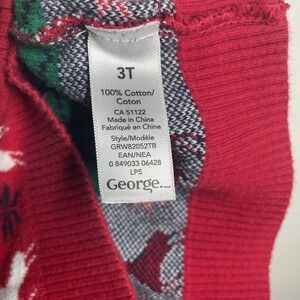 3T
100% Cotton/
Coton
CA 51122
Made in China
Fabriqué en Chine
Style/Modèle
GRW82052TB
EAN/NEA
0 849033 06428
LPS
George.